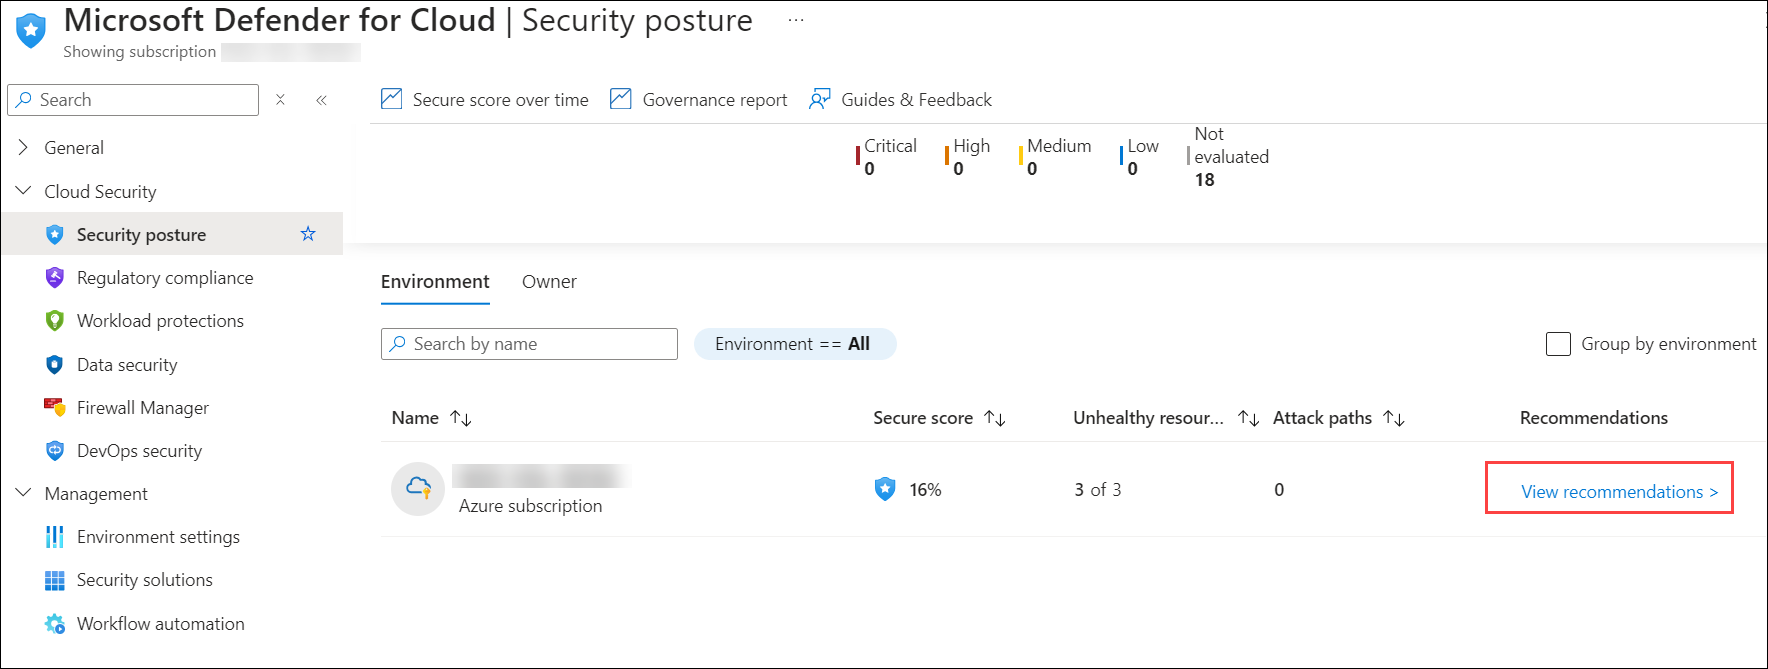 Microsoft Defender for Cloud | Security posture ...
Showing subscription
Search
Secure score over time
Governance report
Guides & Feedback
General
Cloud Security
Security posture
Regulatory compliance
Workload protections
Data security
Firewall Manager
DevOps security
Management
Environment settings
Security solutions
Workflow automation
Critical
0
High
0
Medium
0
Low
0
Not
evaluated
18
Environment
Owner
Search by name
Environment == All
Group by environment
Name
Secure score
Unhealthy resour...
Attack paths
Recommendations
Azure subscription
16%
3 of 3
0
View recommendations >